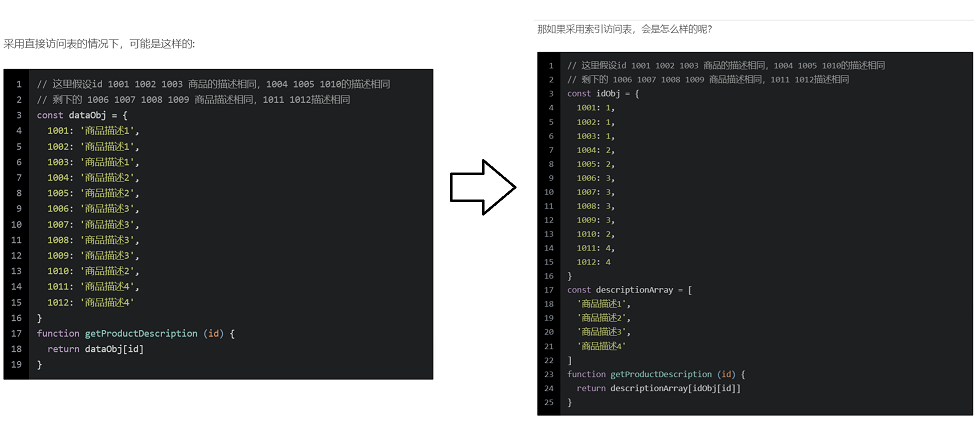 采用直接访问表的情况下，可能是这样的:
1 // 这里假设id 1001 1002 1003 商品的描述相同，1004 1005 1010的描述相同
2 // 剩下的 1006 1007 1008 1009 商品描述相同，1011 1012描述相同
3 const dataObj = {
4 1001: '商品描述1',
5 1002: '商品描述1',
6 1003: '商品描述1',
7 1004: '商品描述2',
8 1005: '商品描述2',
9 1006: '商品描述3',
10 1007: '商品描述3',
11 1008: '商品描述3',
12 1009: '商品描述3',
13 1010: '商品描述2',
14 1011: '商品描述4',
15 1012: '商品描述4'
16 }
17 function getProductDescription (id) {
18 return dataObj[id]
19 }
那如果采用索引访问表，会是怎么样的呢?
1 // 这里假设id 1001 1002 1003 商品的描述相同，1004 1005 1010的描述相同
2 // 剩下的 1006 1007 1008 1009 商品描述相同，1011 1012描述相同
3 const idObj = {
4 1001: 1,
5 1002: 1,
6 1003: 1,
7 1004: 2,
8 1005: 2,
9 1006: 3,
10 1007: 3,
11 1008: 3,
12 1009: 3,
13 1010: 2,
14 1011: 4,
15 1012: 4
16 }
17 const descriptionArray = [
18 '商品描述1',
19 '商品描述2',
20 '商品描述3',
21 '商品描述4'
22 ]
23 function getProductDescription (id) {
24 return descriptionArray[idObj[id]]
25 }